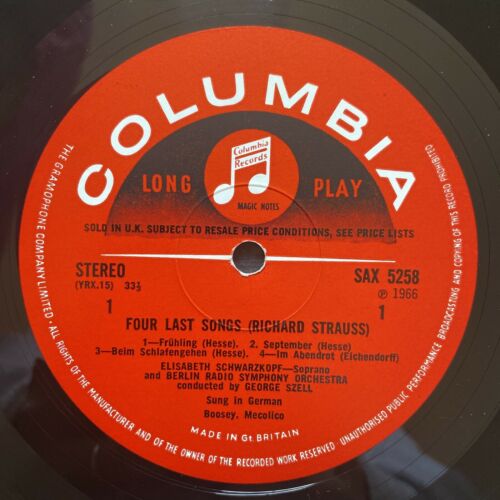 COLUMBIA
Columbia
Records
MAGIC NOTES
LONG PLAY
SOLD IN U.K. SUBJECT TO RESALE PRICE CONDITIONS, SEE PRICE LISTS
STEREO SAX 5258
(YRX.15) 33⅓ ℗ 1966
1 1
FOUR LAST SONGS (RICHARD STRAUSS)
1—Frühling (Hesse). 2. September (Hesse)
3—Beim Schlafengehen (Hesse). 4—Im Abendrot (Eichendorff)
ELISABETH SCHWARZKOPF—Soprano
and BERLIN RADIO SYMPHONY ORCHESTRA
conducted by GEORGE SZELL
Sung in German
Boosey, Mecolico
MADE IN Gt. BRITAIN
THE GRAMOPHONE COMPANY LIMITED. ALL RIGHTS OF THE MANUFACTURER AND OF THE OWNER OF THE RECORDED WORK RESERVED. UNAUTHORISED PUBLIC PERFORMANCE BROADCASTING AND COPYING OF THIS RECORD PROHIBITED